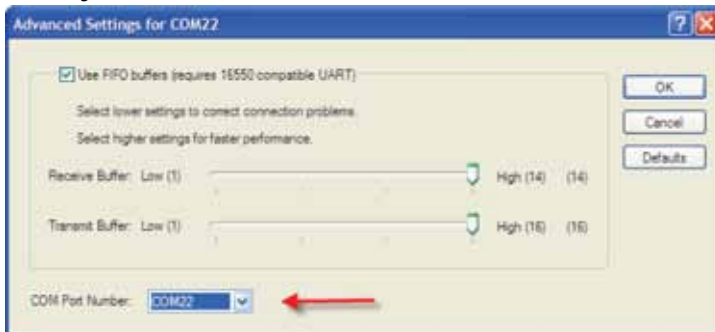 Advanced Settings for COM22
Use FIFO buffers (requires 16550 compatible UART)
Select lower settings to correct connection problems.
Select higher settings for faster performance.
Receive Buffer: Low (1) High (14) (14)
Transmit Buffer: Low (1) High (16) (16)
COM Port Number: COM22
OK
Cancel
Defaults